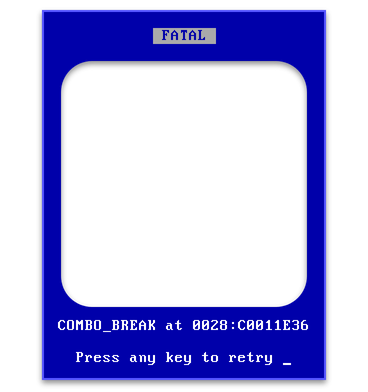 FATAL
COMBO_BREAK at 0028:C0011E36
Press any key to retry _